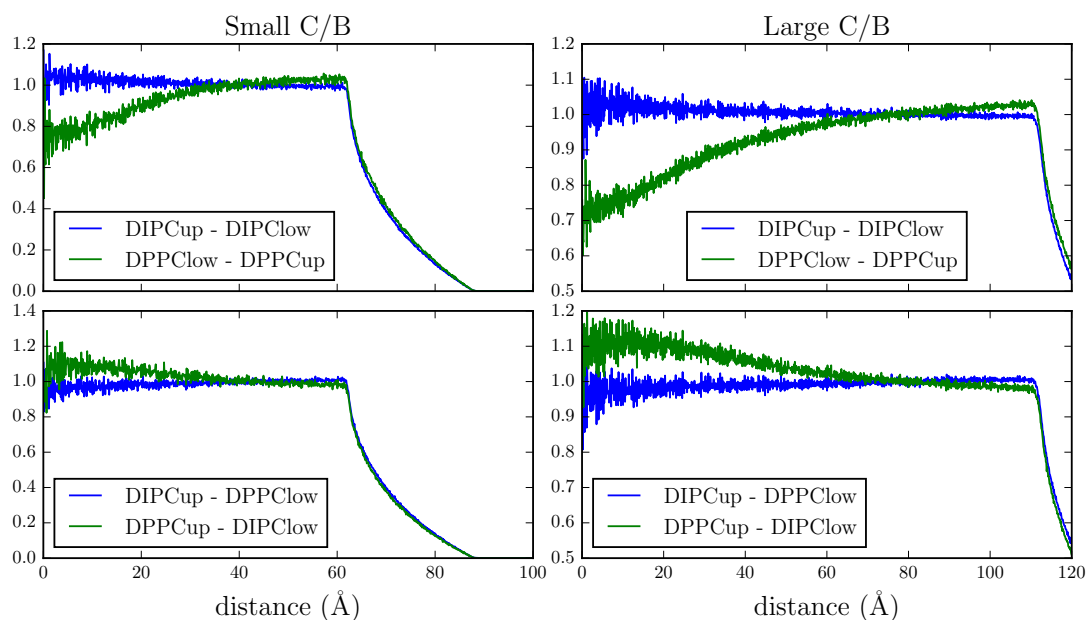 Small C/B
Large C/B
1.2
1.0
0.8
0.6
0.4
0.2
0.0
DIPCup - DIPClow
DPPClow - DPPCup
1.2
1.1
1.0
0.9
0.8
0.7
0.6
0.5
DIPCup - DIPClow
DPPClow - DPPCup
1.4
1.2
1.0
0.8
0.6
0.4
0.2
0.0
DIPCup - DPPClow
DPPCup - DIPClow
0 20 40 60 80 100
distance (Å)
1.2
1.1
1.0
0.9
0.8
0.7
0.6
0.5
DIPCup - DPPClow
DPPCup - DIPClow
0 20 40 60 80 100 120
distance (Å)